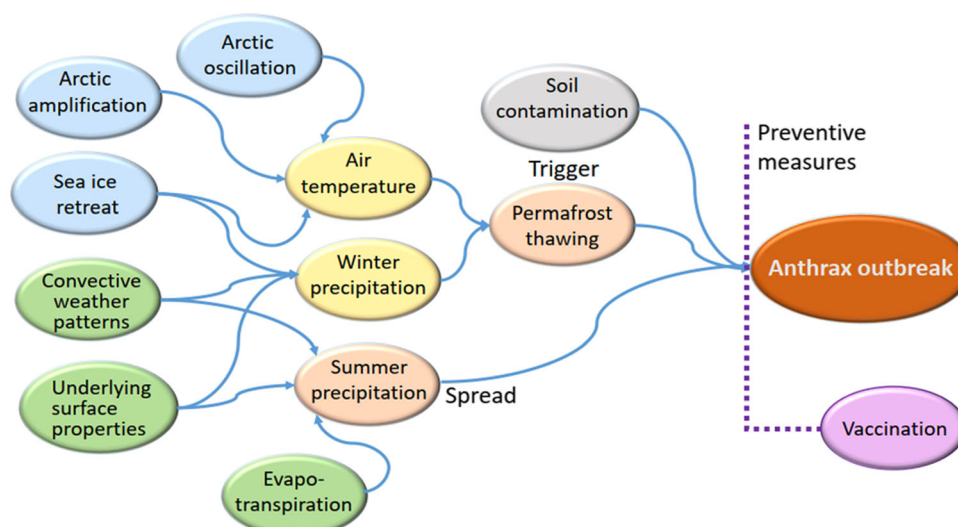 Arctic
oscillation
Arctic
amplification
Soil
contamination
Preventive
measures
Air
temperature
Trigger
Sea ice
retreat
Permafrost
thawing
Winter
precipitation
Anthrax outbreak
Convective
weather
patterns
Summer
precipitation
Spread
Underlying
surface
properties
Vaccination
Evapo-
transpiration